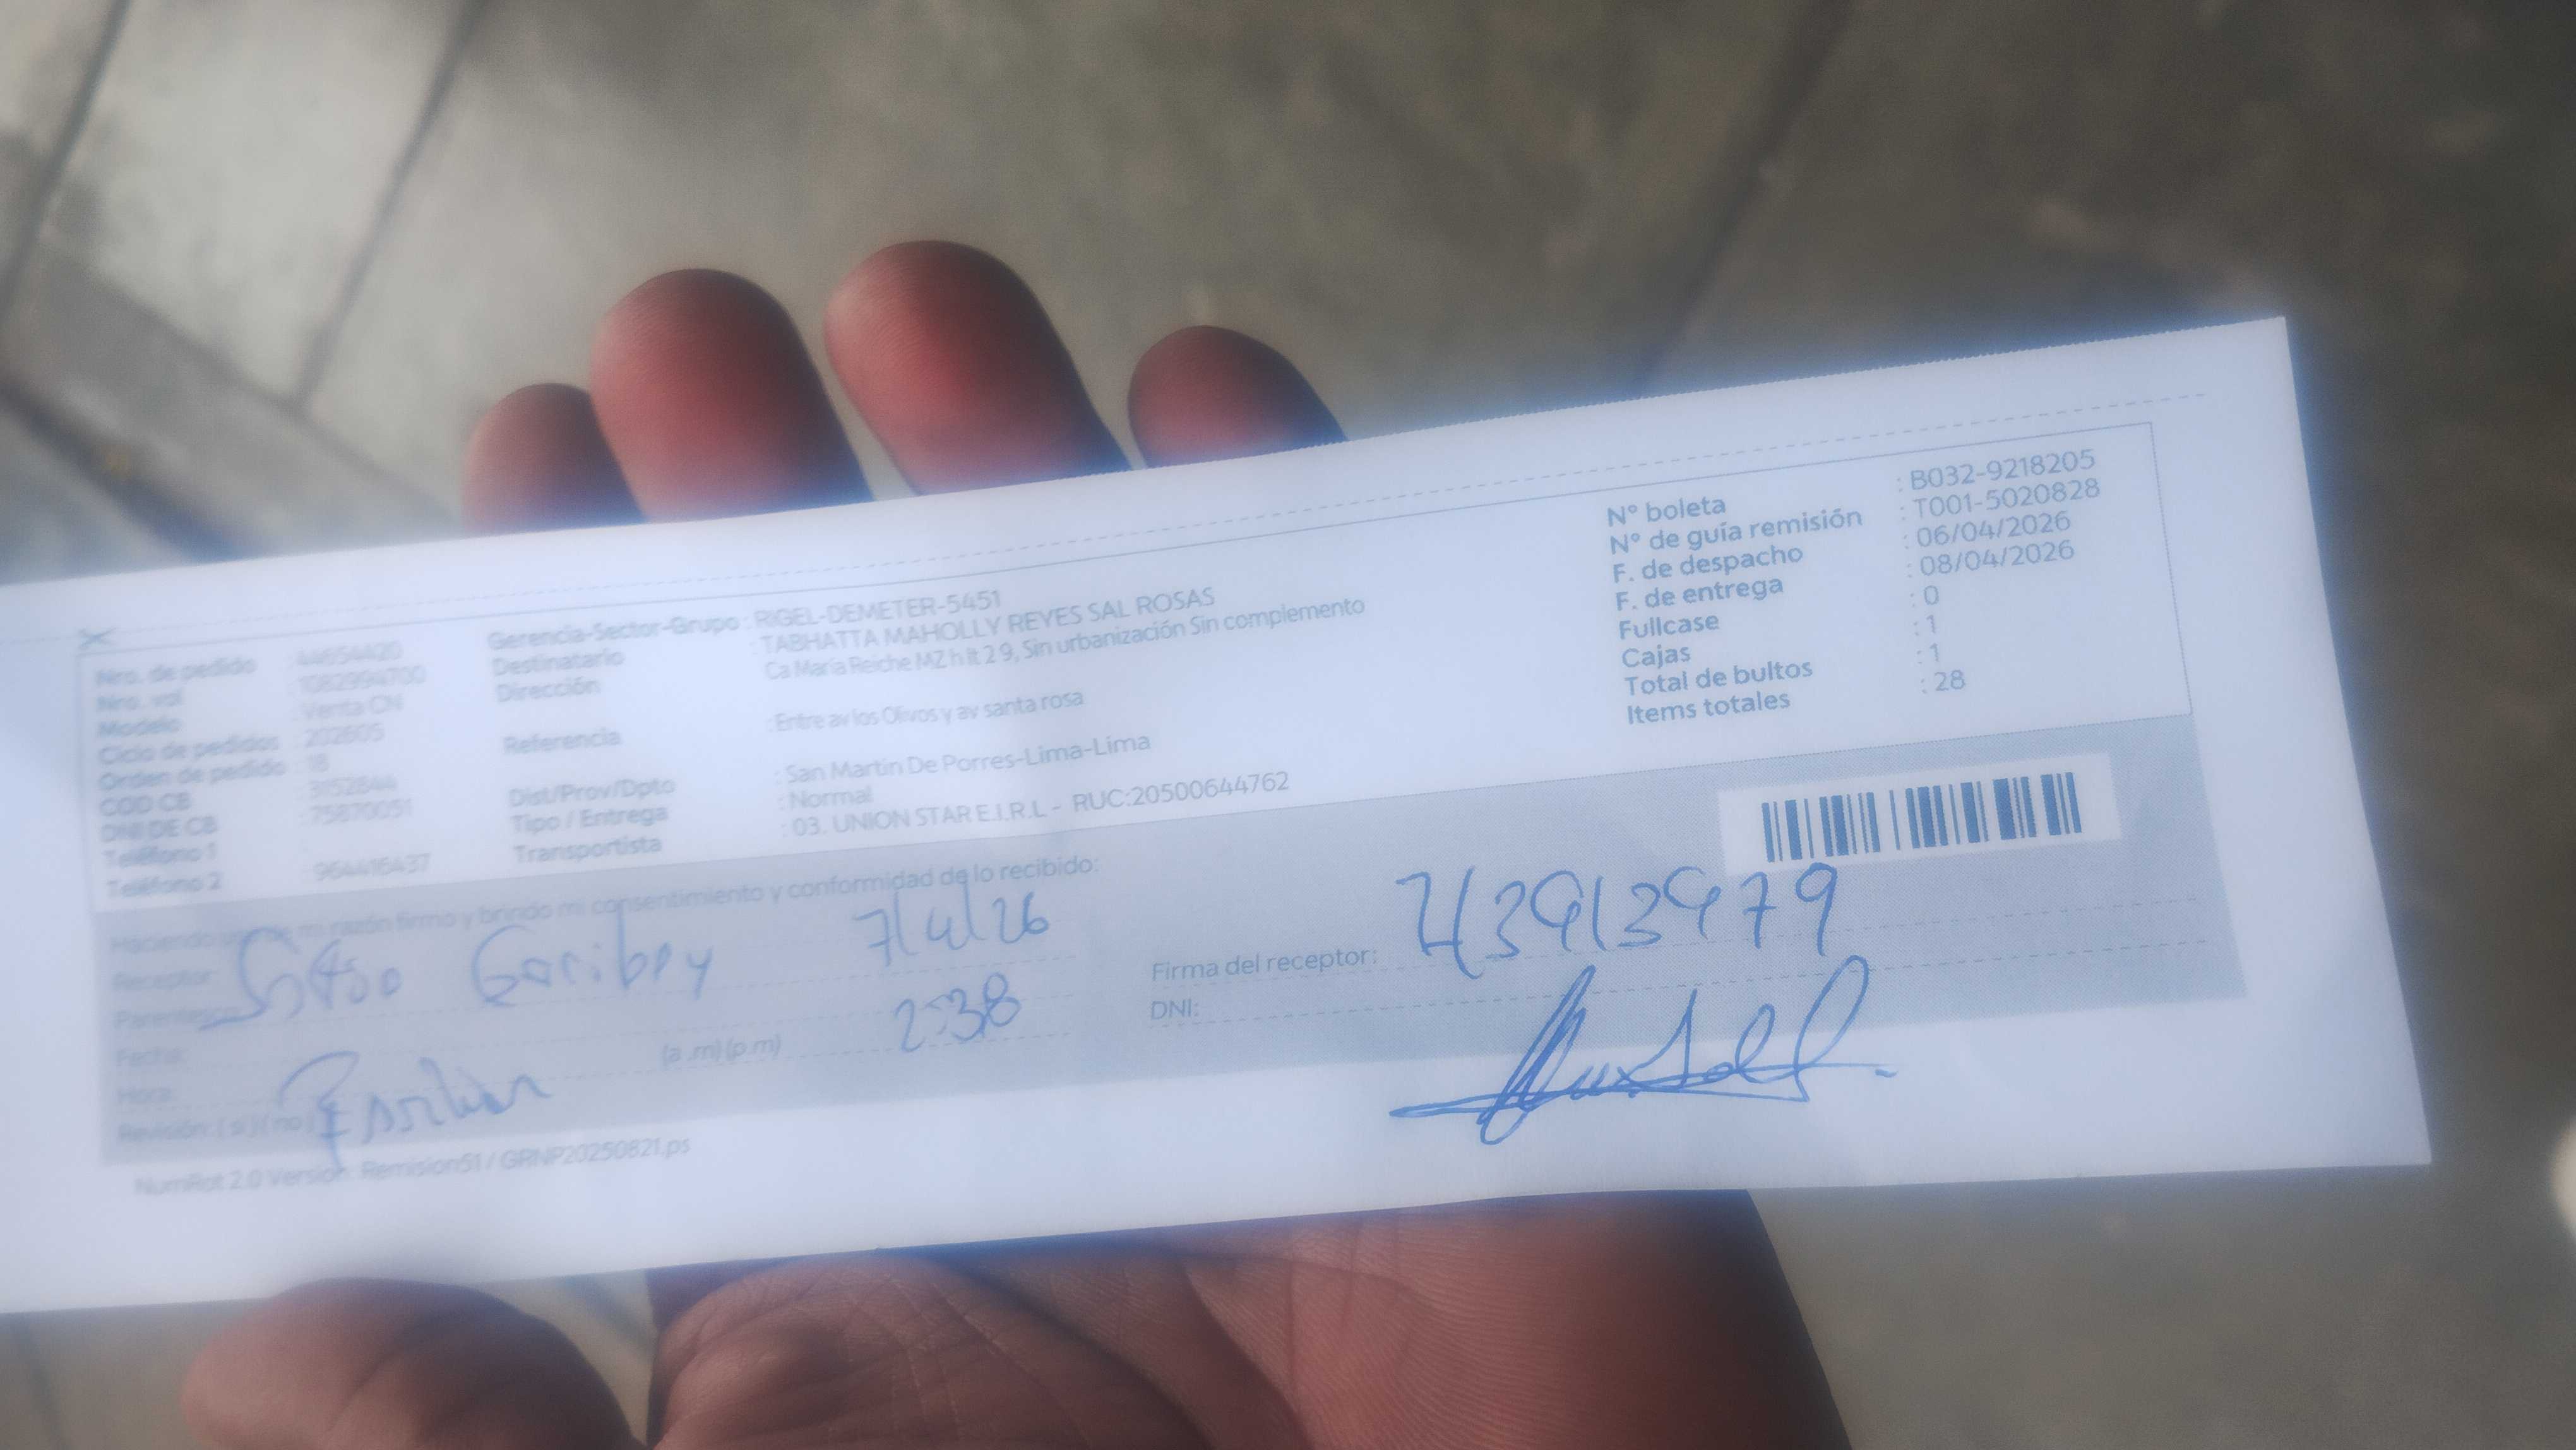 Nro. de pedido : 44654420
Nro. vol : 1082994700
Modelo : Venta CN
Ciclo de pedidos : 202605
Orden de pedido : 18
COD CB : 3152844
DNI DE CB : 75870051
Teléfono 1
Teléfono 2 : 964416437
Gerencia-Sector-Grupo : RIGEL-DEMETER-5451
Destinatario : TABHATTA MAHOLLY REYES SAL ROSAS
Dirección : Ca María Reiche MZ h lt 2 9, Sin urbanización Sin complemento
Referencia : Entre av los Olivos y av santa rosa
Dist/Prov/Dpto : San Martin De Porres-Lima-Lima
Tipo / Entrega : Normal
Transportista : 03. UNION STAR E.I.R.L - RUC:20500644762
N° boleta : B032-9218205
N° de guía remisión : T001-5020828
F. de despacho : 06/04/2026
F. de entrega : 08/04/2026
Fullcase : 0
Cajas : 1
Total de bultos : 1
Items totales : 28
Haciendo mi razón firmo y brindo mi consentimiento y conformidad de lo recibido:
Receptor: Garibay 7/4/26
Parentesco:
Fecha: 2:38
Hora: (a .m) (p.m)
Revisión: ( si ) ( no )
Firma del receptor: 43913979
DNI:
NumRot 2.0 Version: Remision51 / GRNP20250821.ps